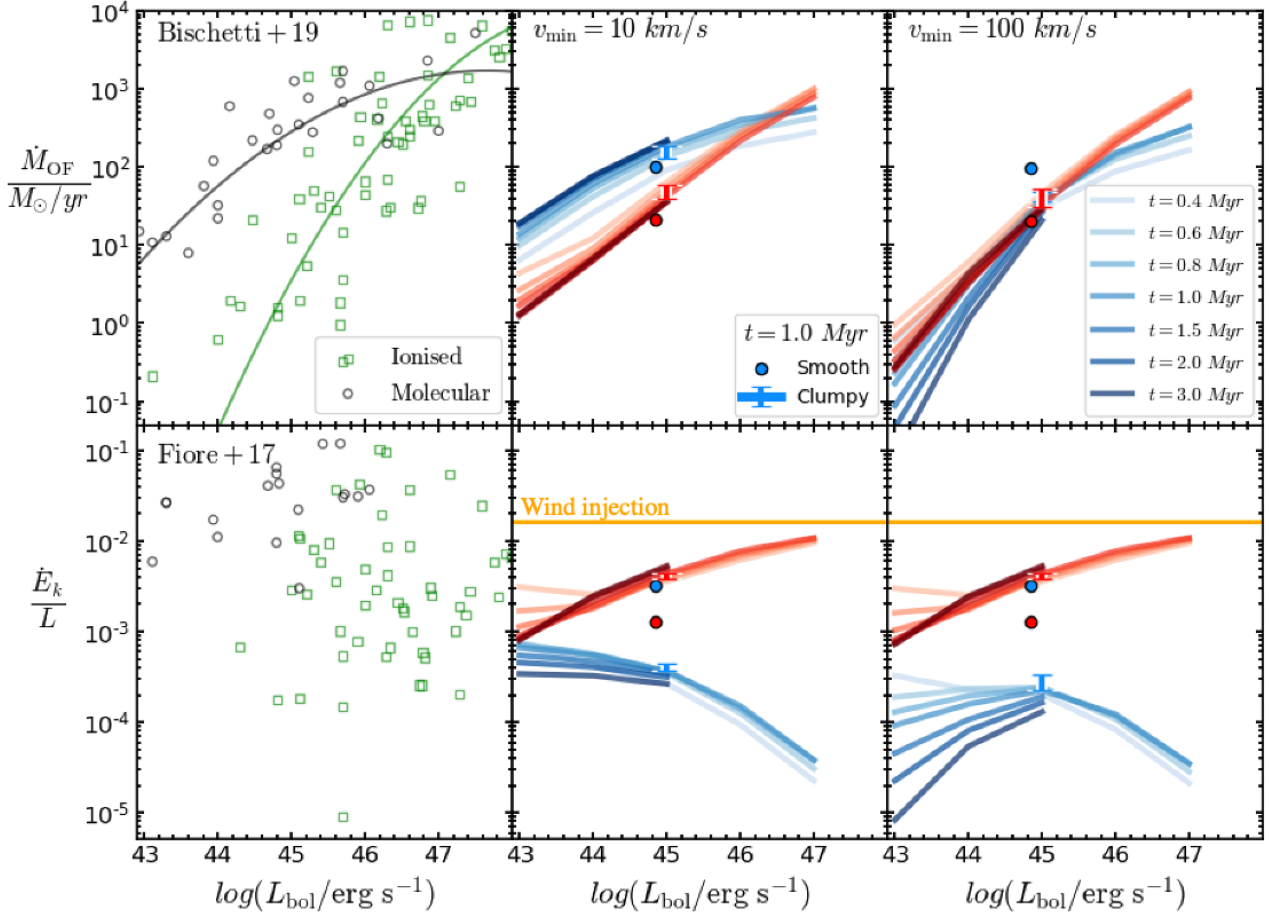 Bischetti+19
v_min = 10 km/s
v_min = 100 km/s
10^4
10^3
10^2
10^1
10^0
10^-1
Ṁ_OF
M_⊙/yr
Ionised
Molecular
t = 1.0 Myr
Smooth
Clumpy
t = 0.4 Myr
t = 0.6 Myr
t = 0.8 Myr
t = 1.0 Myr
t = 1.5 Myr
t = 2.0 Myr
t = 3.0 Myr
Fiore+17
Wind injection
10^-1
10^-2
10^-3
10^-4
10^-5
Ė_k
L
43 44 45 46 47
43 44 45 46 47
43 44 45 46 47
log(L_bol/erg s^-1)
log(L_bol/erg s^-1)
log(L_bol/erg s^-1)